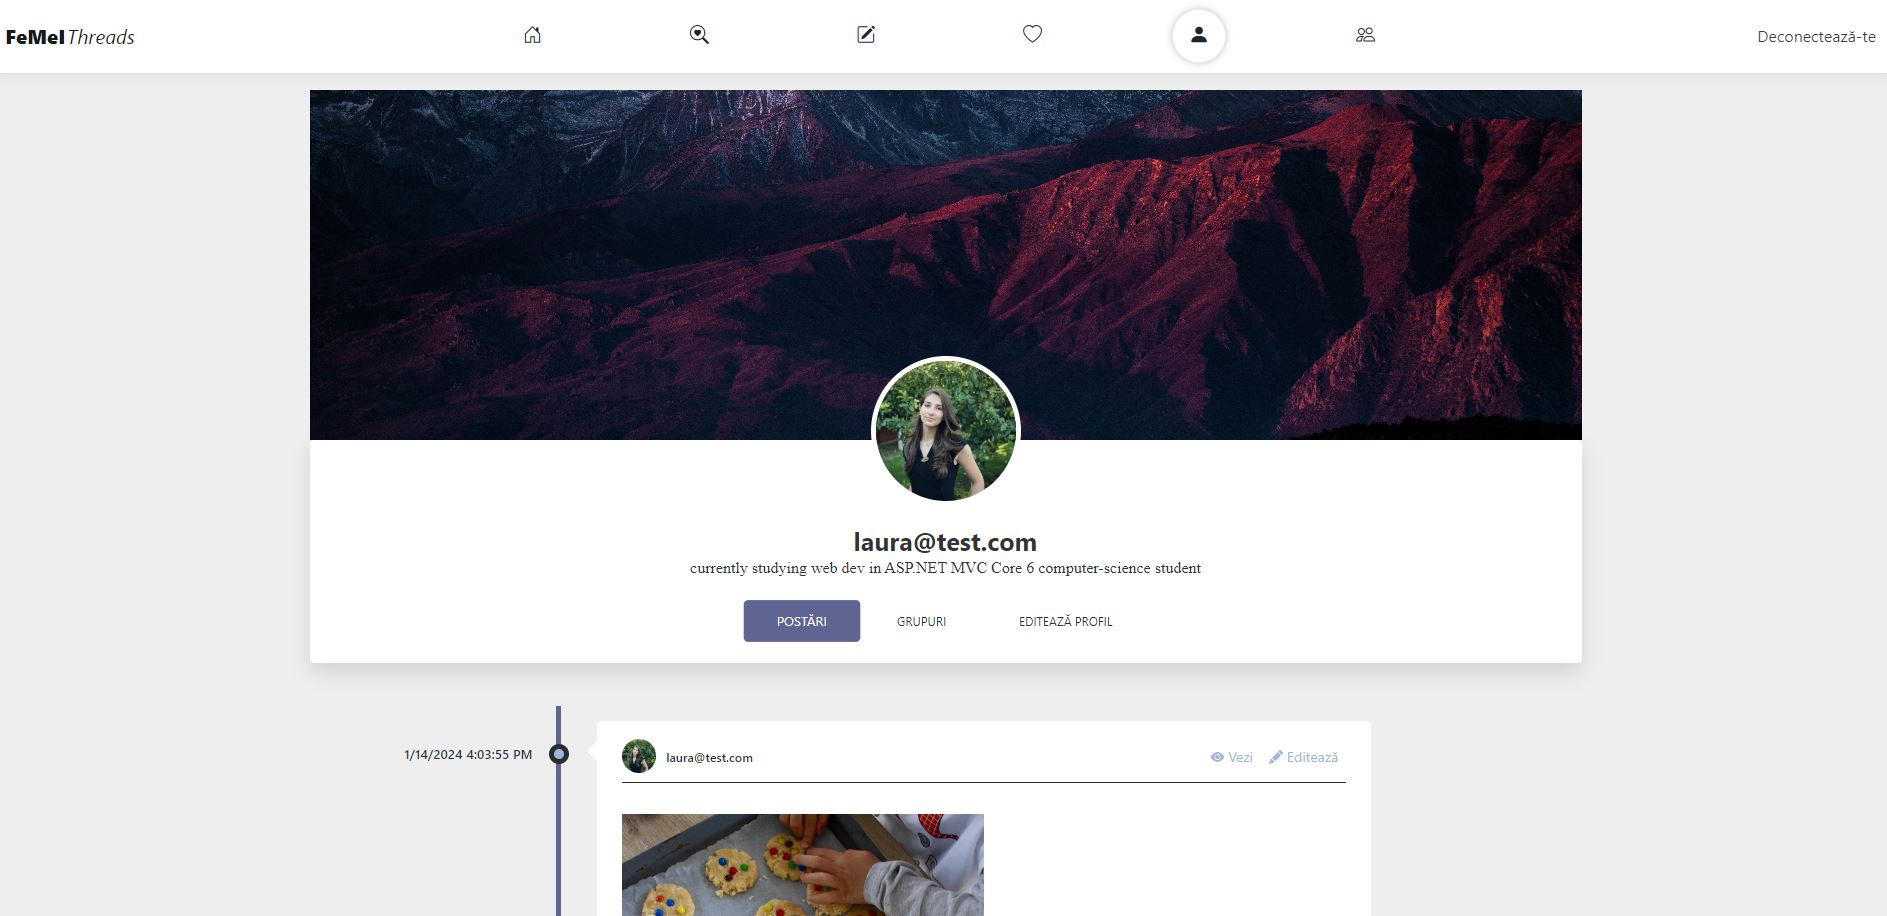 FeMel Threads
Deconectează-te
laura@test.com
currently studying web dev in ASP.NET MVC Core 6 computer-science student
POSTĂRI GRUPURI EDITEAZĂ PROFIL
1/14/2024 4:03:55 PM
laura@test.com
Vezi Editează